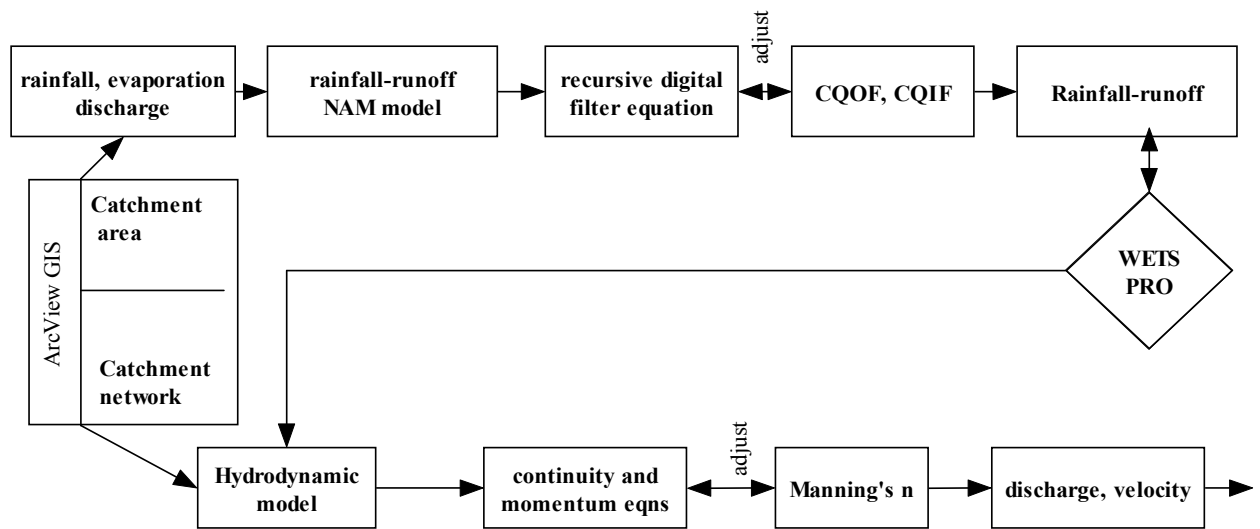 adjust
rainfall, evaporation
discharge
rainfall-runoff
NAM model
recursive digital
filter equation
CQOF, CQIF
Rainfall-runoff
ArcView GIS
Catchment
area
Catchment
network
WETS
PRO
Hydrodynamic
model
continuity and
momentum eqns
adjust
Manning's n
discharge, velocity